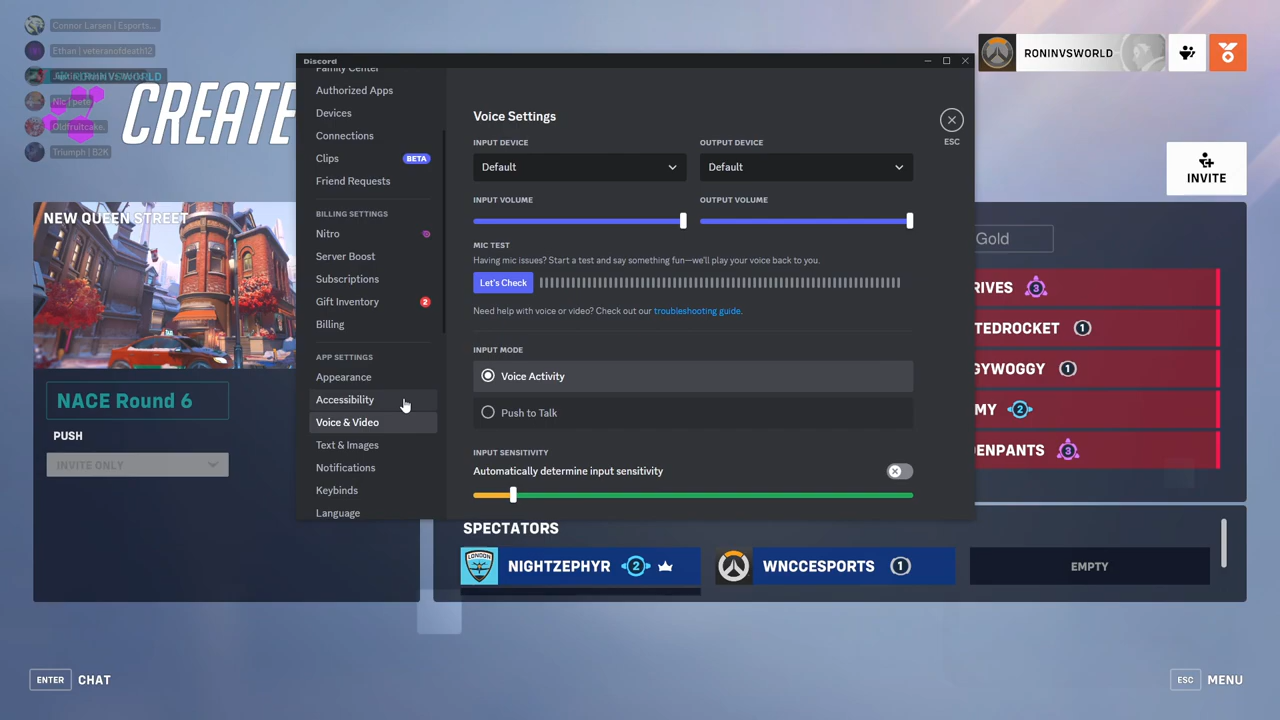 Connor Larsen | Esports...
Ethan | veteranofdeath12
Nic | pete
Oldfruitcake.
Triumph | B2K
CREATE
RONINVSWORLD
INVITE
NEW QUEEN STREET
NACE Round 6
PUSH
INVITE ONLY
Discord
Family Center
Authorized Apps
Devices
Connections
Clips BETA
Friend Requests
BILLING SETTINGS
Nitro
Server Boost
Subscriptions
Gift Inventory 2
Billing
APP SETTINGS
Appearance
Accessibility
Voice & Video
Text & Images
Notifications
Keybinds
Language
Voice Settings
ESC
INPUT DEVICE OUTPUT DEVICE
Default Default
INPUT VOLUME OUTPUT VOLUME
MIC TEST
Having mic issues? Start a test and say something fun—we'll play your voice back to you.
Let's Check
Need help with voice or video? Check out our troubleshooting guide.
INPUT MODE
Voice Activity
Push to Talk
INPUT SENSITIVITY
Automatically determine input sensitivity
Gold
RIVES 3
TEDROCKET 1
GYWOGGY 1
MY 2
ENPANTS 3
SPECTATORS
LONDON NIGHTZEPHYR 2 WNCCESPORTS 1 EMPTY
ENTER CHAT
ESC MENU